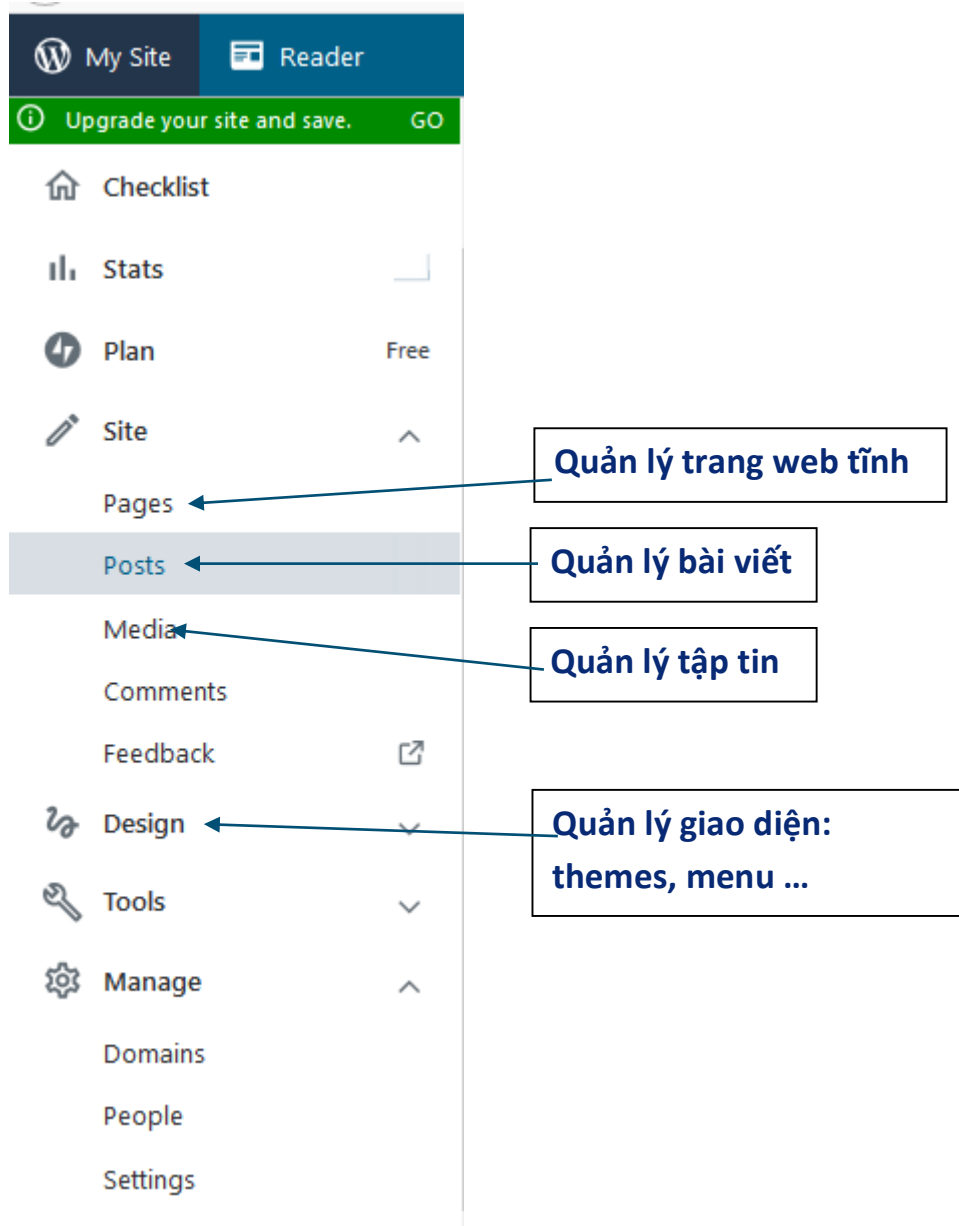 My Site Reader
Upgrade your site and save. GO
Checklist
Stats
Plan Free
Site
Quản lý trang web tĩnh
Pages
Posts
Quản lý bài viết
Media
Quản lý tập tin
Comments
Feedback
Design
Quản lý giao diện:
themes, menu ...
Tools
Manage
Domains
People
Settings